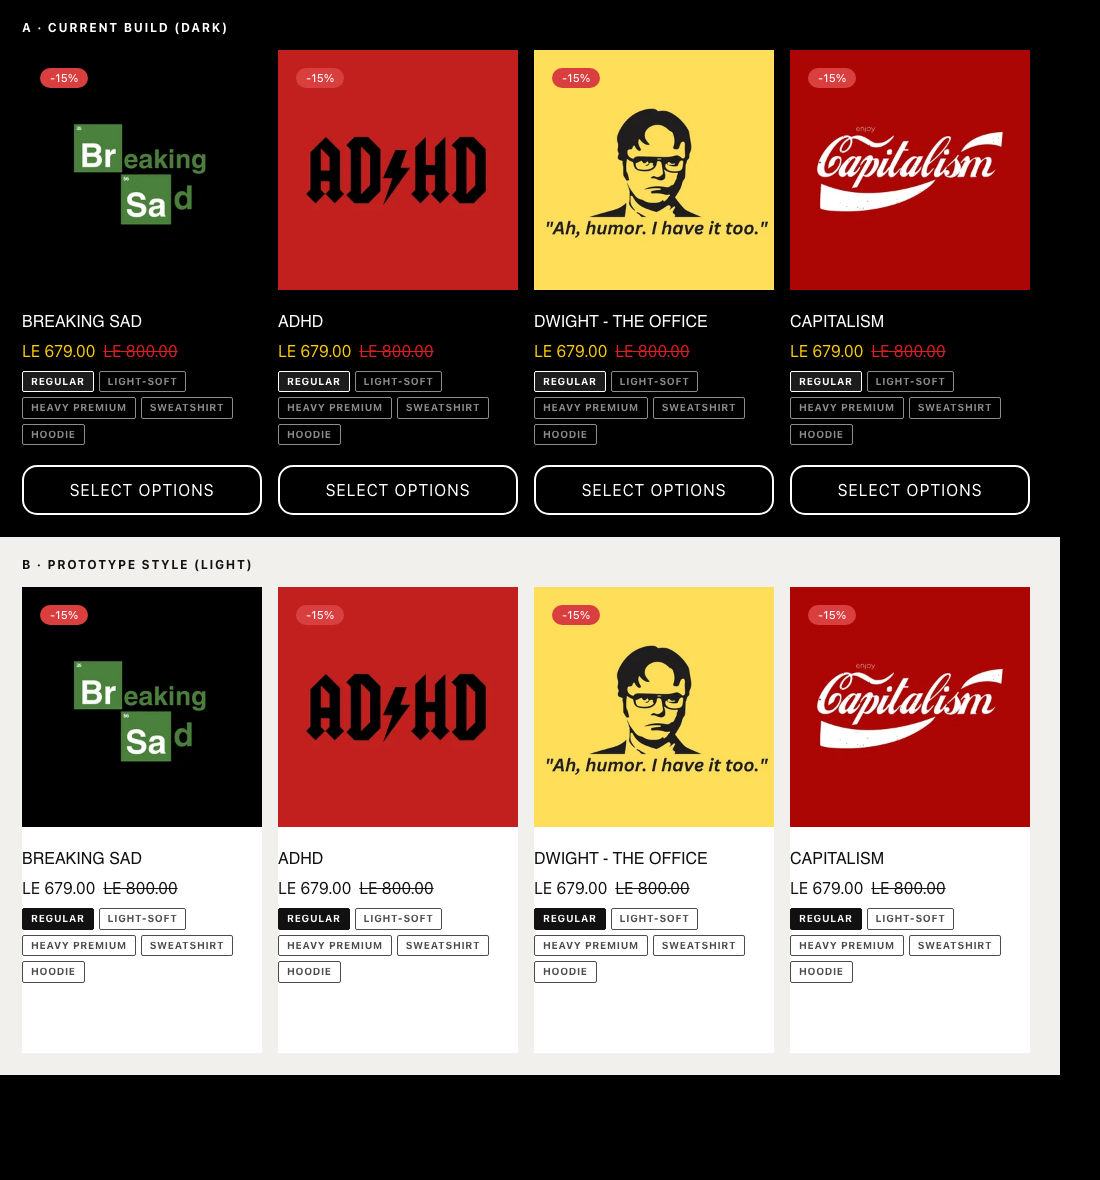 A · CURRENT BUILD (DARK)
-15% -15% -15% -15%
Breaking
Sad
AD HD
"Ah, humor. I have it too."
enjoy
Capitalism
BREAKING SAD ADHD DWIGHT - THE OFFICE CAPITALISM
LE 679.00 LE 800.00 LE 679.00 LE 800.00 LE 679.00 LE 800.00 LE 679.00 LE 800.00
REGULAR LIGHT-SOFT REGULAR LIGHT-SOFT REGULAR LIGHT-SOFT REGULAR LIGHT-SOFT
HEAVY PREMIUM SWEATSHIRT HEAVY PREMIUM SWEATSHIRT HEAVY PREMIUM SWEATSHIRT HEAVY PREMIUM SWEATSHIRT
HOODIE HOODIE HOODIE HOODIE
SELECT OPTIONS SELECT OPTIONS SELECT OPTIONS SELECT OPTIONS
B · PROTOTYPE STYLE (LIGHT)
-15% -15% -15% -15%
Breaking
Sad
AD HD
"Ah, humor. I have it too."
enjoy
Capitalism
BREAKING SAD ADHD DWIGHT - THE OFFICE CAPITALISM
LE 679.00 LE 800.00 LE 679.00 LE 800.00 LE 679.00 LE 800.00 LE 679.00 LE 800.00
REGULAR LIGHT-SOFT REGULAR LIGHT-SOFT REGULAR LIGHT-SOFT REGULAR LIGHT-SOFT
HEAVY PREMIUM SWEATSHIRT HEAVY PREMIUM SWEATSHIRT HEAVY PREMIUM SWEATSHIRT HEAVY PREMIUM SWEATSHIRT
HOODIE HOODIE HOODIE HOODIE